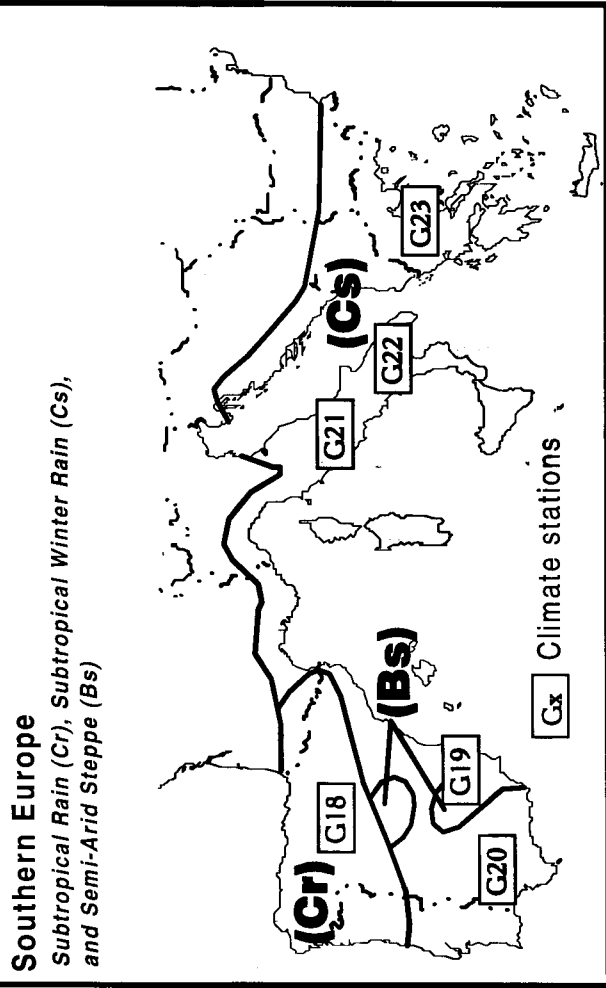 Southern Europe
Subtropical Rain (Cr), Subtropical Winter Rain (Cs),
and Semi-Arid Steppe (Bs)
(Cr)
G18
(Bs)
G19
G20
G21
(Cs)
G22
G23
Gx Climate stations